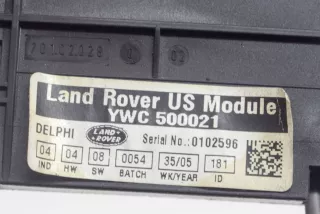 Land Rover US Module
YWC 500021
DELPHI LAND ROVER Serial No.:0102596
04 04 08 0054 35/05 181
IND HW SW BATCH WK/YEAR ID